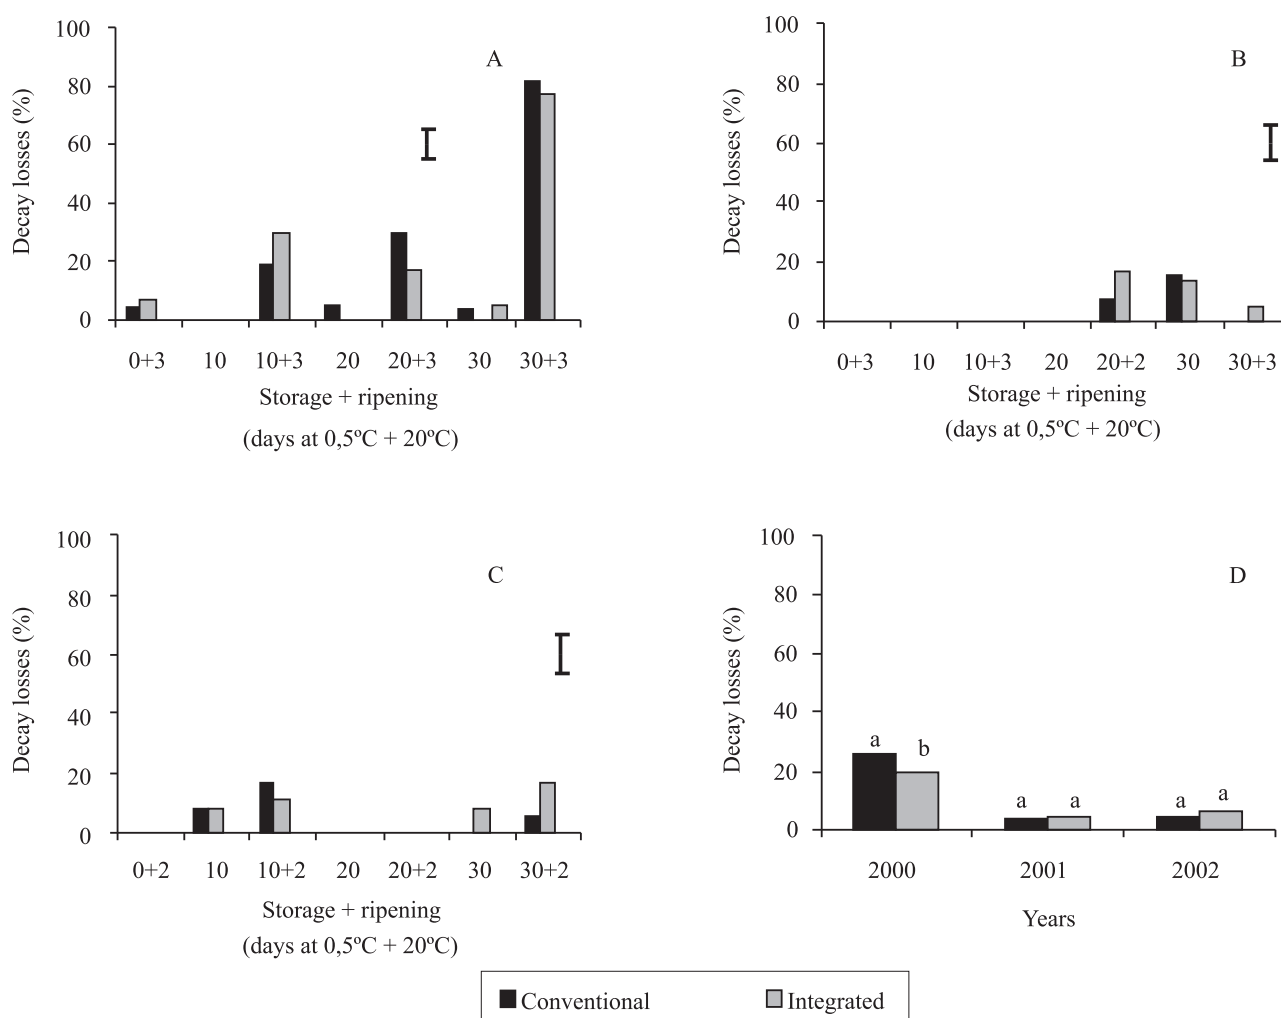 A
100
80
60
40
20
0
Decay losses (%)
0+3 10 10+3 20 20+3 30 30+3
Storage + ripening
(days at 0,5ºC + 20ºC)
B
100
80
60
40
20
0
Decay losses (%)
0+3 10 10+3 20 20+2 30 30+3
Storage + ripening
(days at 0,5ºC + 20ºC)
C
100
80
60
40
20
0
Decay losses (%)
0+2 10 10+2 20 20+2 30 30+2
Storage + ripening
(days at 0,5ºC + 20ºC)
D
100
80
60
40
20
0
Decay losses (%)
a b a a a a
2000 2001 2002
Years
Conventional Integrated